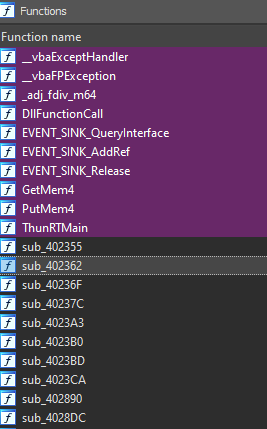 Functions
Function name
__vbaExceptHandler
__vbaFPException
_adj_fdiv_m64
DllFunctionCall
EVENT_SINK_QueryInterface
EVENT_SINK_AddRef
EVENT_SINK_Release
GetMem4
PutMem4
ThunRTMain
sub_402355
sub_402362
sub_40236F
sub_40237C
sub_4023A3
sub_4023B0
sub_4023BD
sub_4023CA
sub_402890
sub_4028DC